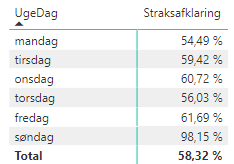 UgeDag Straksafklaring
mandag 54,49 %
tirsdag 59,42 %
onsdag 60,72 %
torsdag 56,03 %
fredag 61,69 %
søndag 98,15 %
Total 58,32 %